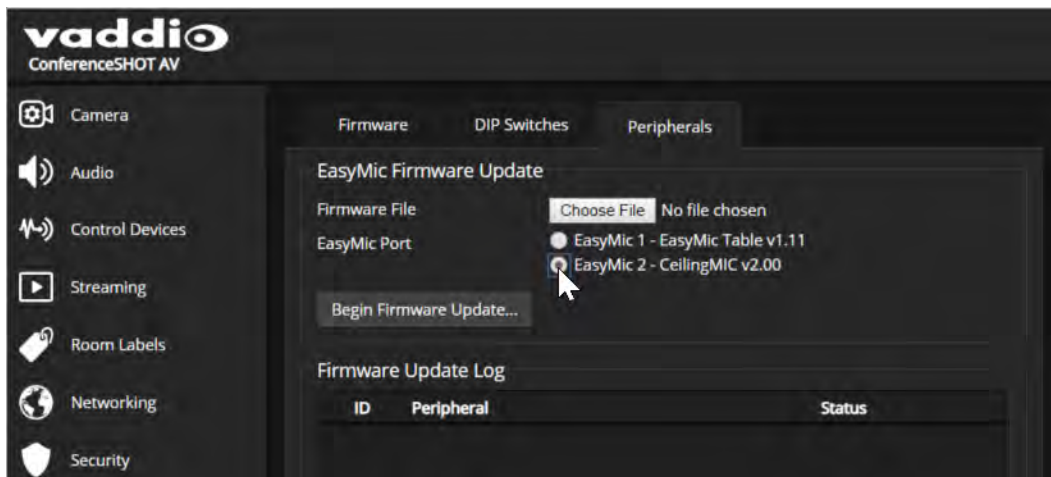 vaddio
ConferenceSHOT AV
Camera
Audio
Control Devices
Streaming
Room Labels
Networking
Security
Firmware DIP Switches Peripherals
EasyMic Firmware Update
Firmware File Choose File No file chosen
EasyMic Port EasyMic 1 - EasyMic Table v1.11
EasyMic 2 - CeilingMIC v2.00
Begin Firmware Update...
Firmware Update Log
ID Peripheral Status